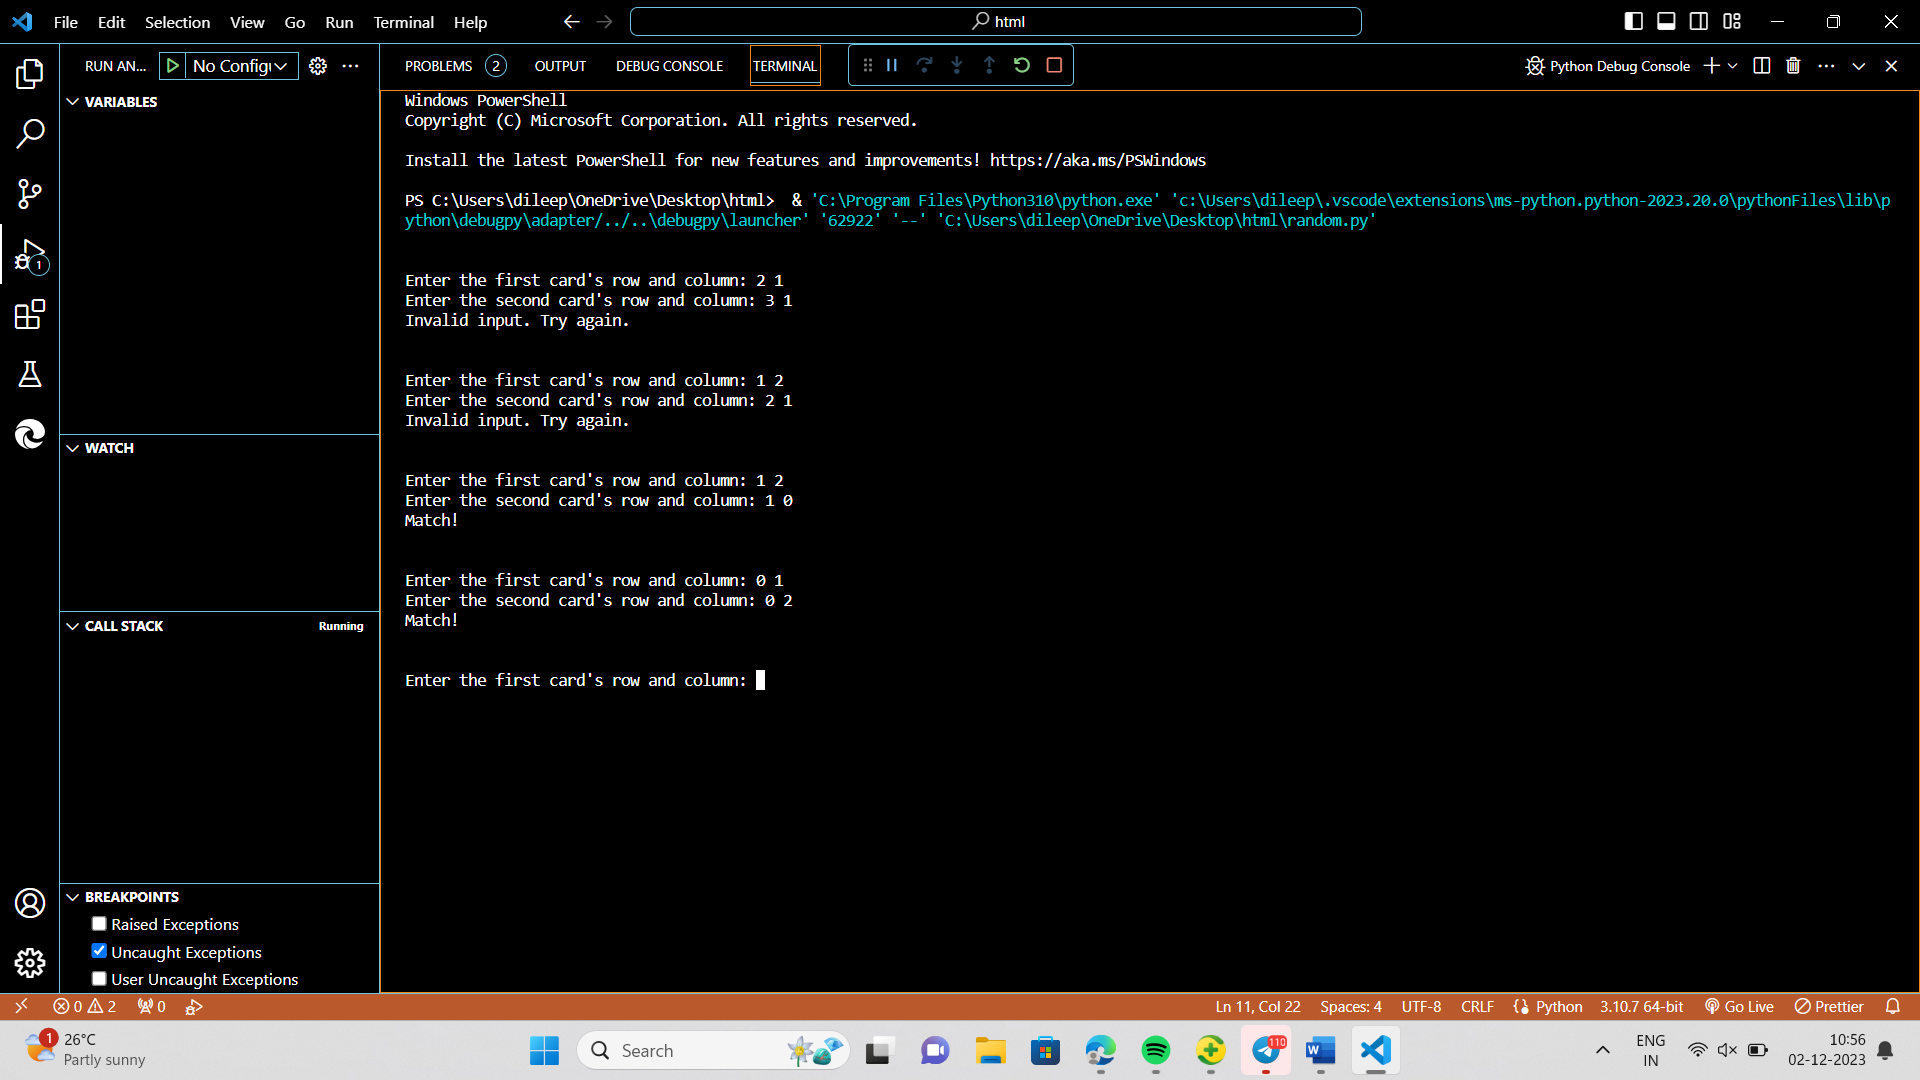 File Edit Selection View Go Run Terminal Help
html
RUN AN... No Config
PROBLEMS 2 OUTPUT DEBUG CONSOLE TERMINAL
Python Debug Console
VARIABLES
WATCH
CALL STACK Running
BREAKPOINTS
Raised Exceptions
Uncaught Exceptions
User Uncaught Exceptions
1
Windows PowerShell
Copyright (C) Microsoft Corporation. All rights reserved.
Install the latest PowerShell for new features and improvements! https://aka.ms/PSWindows
PS C:\Users\dileep\OneDrive\Desktop\html>  & 'C:\Program Files\Python310\python.exe' 'c:\Users\dileep\.vscode\extensions\ms-python.python-2023.20.0\pythonFiles\lib\p
ython\debugpy\adapter/../..\debugpy\launcher' '62922' '--' 'C:\Users\dileep\OneDrive\Desktop\html\random.py'
Enter the first card's row and column: 2 1
Enter the second card's row and column: 3 1
Invalid input. Try again.
Enter the first card's row and column: 1 2
Enter the second card's row and column: 2 1
Invalid input. Try again.
Enter the first card's row and column: 1 2
Enter the second card's row and column: 1 0
Match!
Enter the first card's row and column: 0 1
Enter the second card's row and column: 0 2
Match!
Enter the first card's row and column:
0 2 0 Ln 11, Col 22 Spaces: 4 UTF-8 CRLF Python 3.10.7 64-bit Go Live Prettier
1 26°C
Partly sunny
Search
110
ENG
IN
10:56
02-12-2023